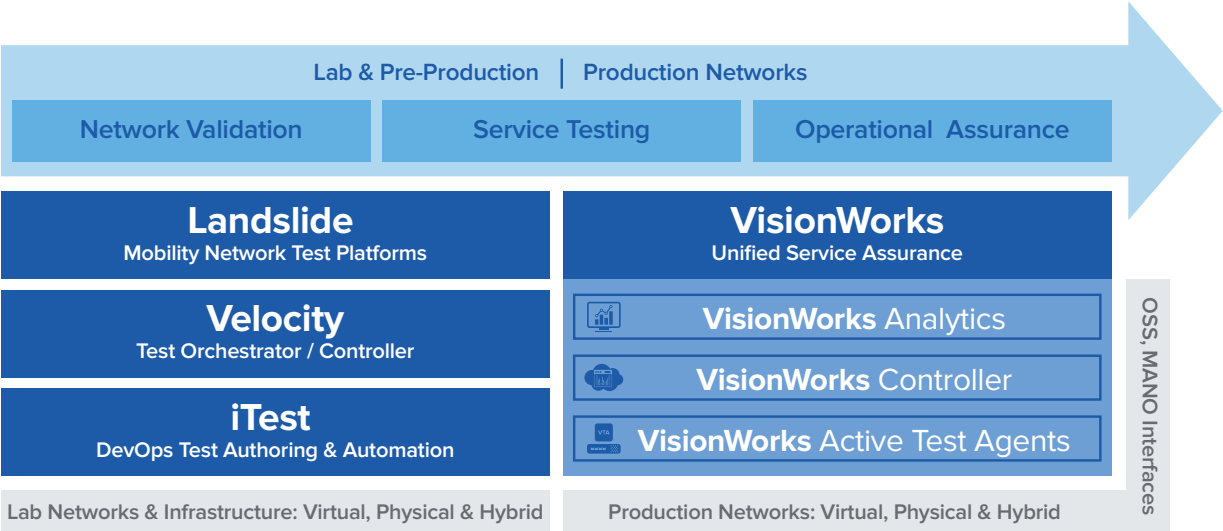 Lab & Pre-Production | Production Networks
Network Validation
Service Testing
Operational Assurance
Landslide
Mobility Network Test Platforms
Velocity
Test Orchestrator / Controller
iTest
DevOps Test Authoring & Automation
VisionWorks
Unified Service Assurance
VisionWorks Analytics
VisionWorks Controller
VTA
VisionWorks Active Test Agents
OSS, MANO Interfaces
Lab Networks & Infrastructure: Virtual, Physical & Hybrid
Production Networks: Virtual, Physical & Hybrid